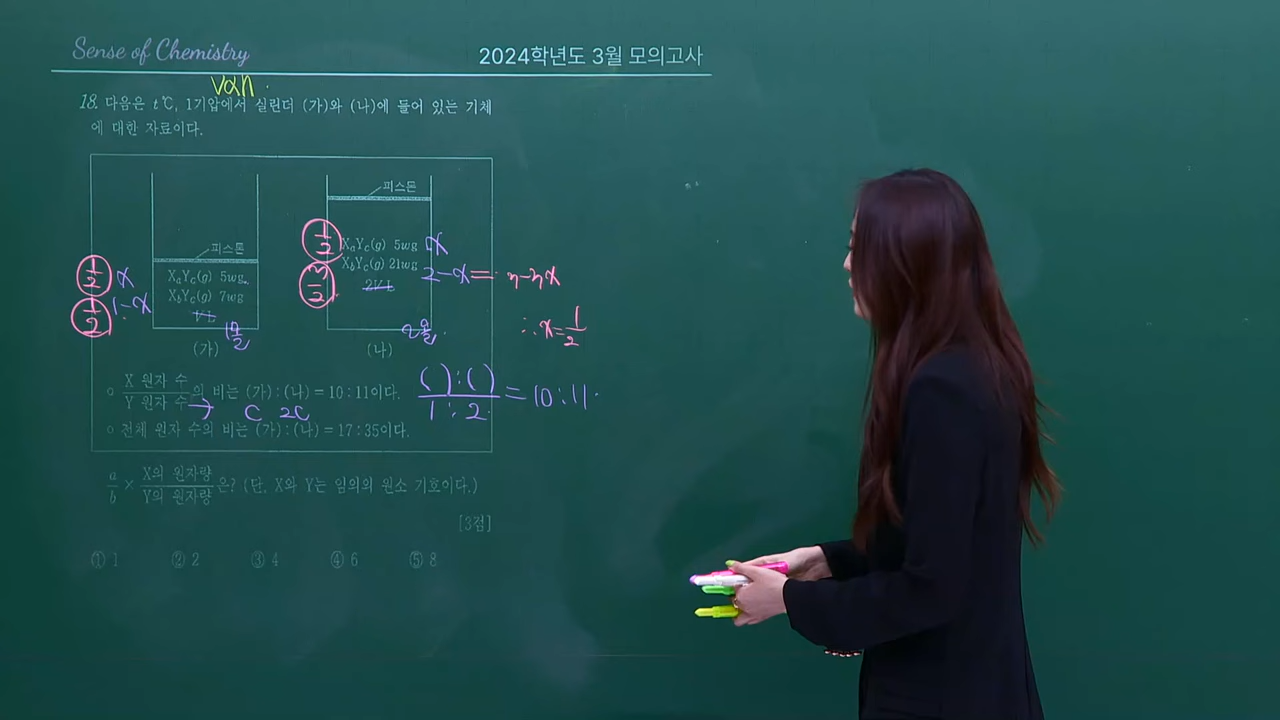 Sense of Chemistry
2024학년도 3월 모의고사
V∝n.
18. 다음은 t℃, 1기압에서 실린더 (가)와 (나)에 들어 있는 기체
에 대한 자료이다.
피스톤
피스톤
1/2 XaYc(g) 5wg x
3/2 XbYc(g) 21wg 2-x = 3-3x
2VL
1/2 x XaYc(g) 5wg
1/2 1-x XbYc(g) 7wg
VL
∴ x = 1/2
(가)
(나)
○ X 원자 수/Y 원자 수의 비는 (가) : (나) = 10 : 11이다.
( ) : ( ) / 1 : 2 = 10 : 11
→ C 2C
○ 전체 원자 수의 비는 (가) : (나) = 17 : 35이다.
a/b × X의 원자량/Y의 원자량 은? (단, X와 Y는 임의의 원소 기호이다.)
[3점]
① 1 ② 2 ③ 4 ④ 6 ⑤ 8